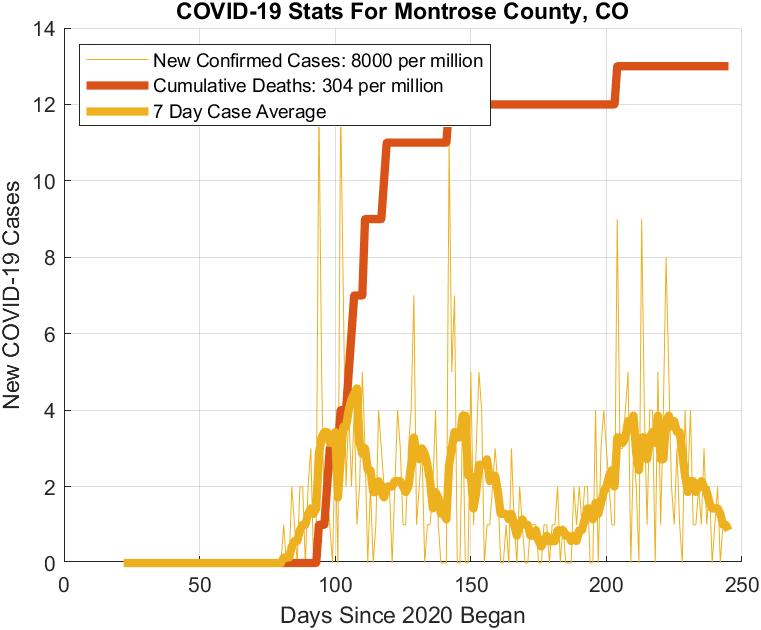 COVID-19 Stats For Montrose County, CO
New Confirmed Cases: 8000 per million
Cumulative Deaths: 304 per million
7 Day Case Average
New COVID-19 Cases
14
12
10
8
6
4
2
0
0 50 100 150 200 250
Days Since 2020 Began